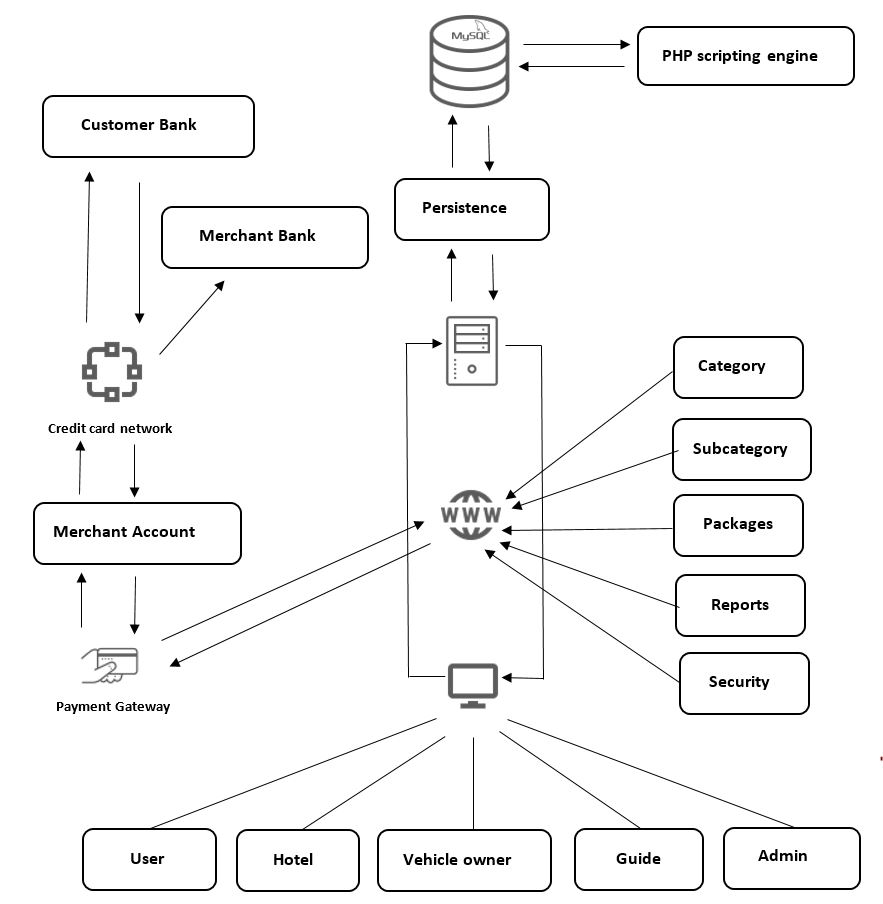 MySQL
PHP scripting engine
Customer Bank
Persistence
Merchant Bank
Category
Credit card network
Subcategory
WWW
Packages
Merchant Account
Reports
Security
Payment Gateway
User
Hotel
Vehicle owner
Guide
Admin